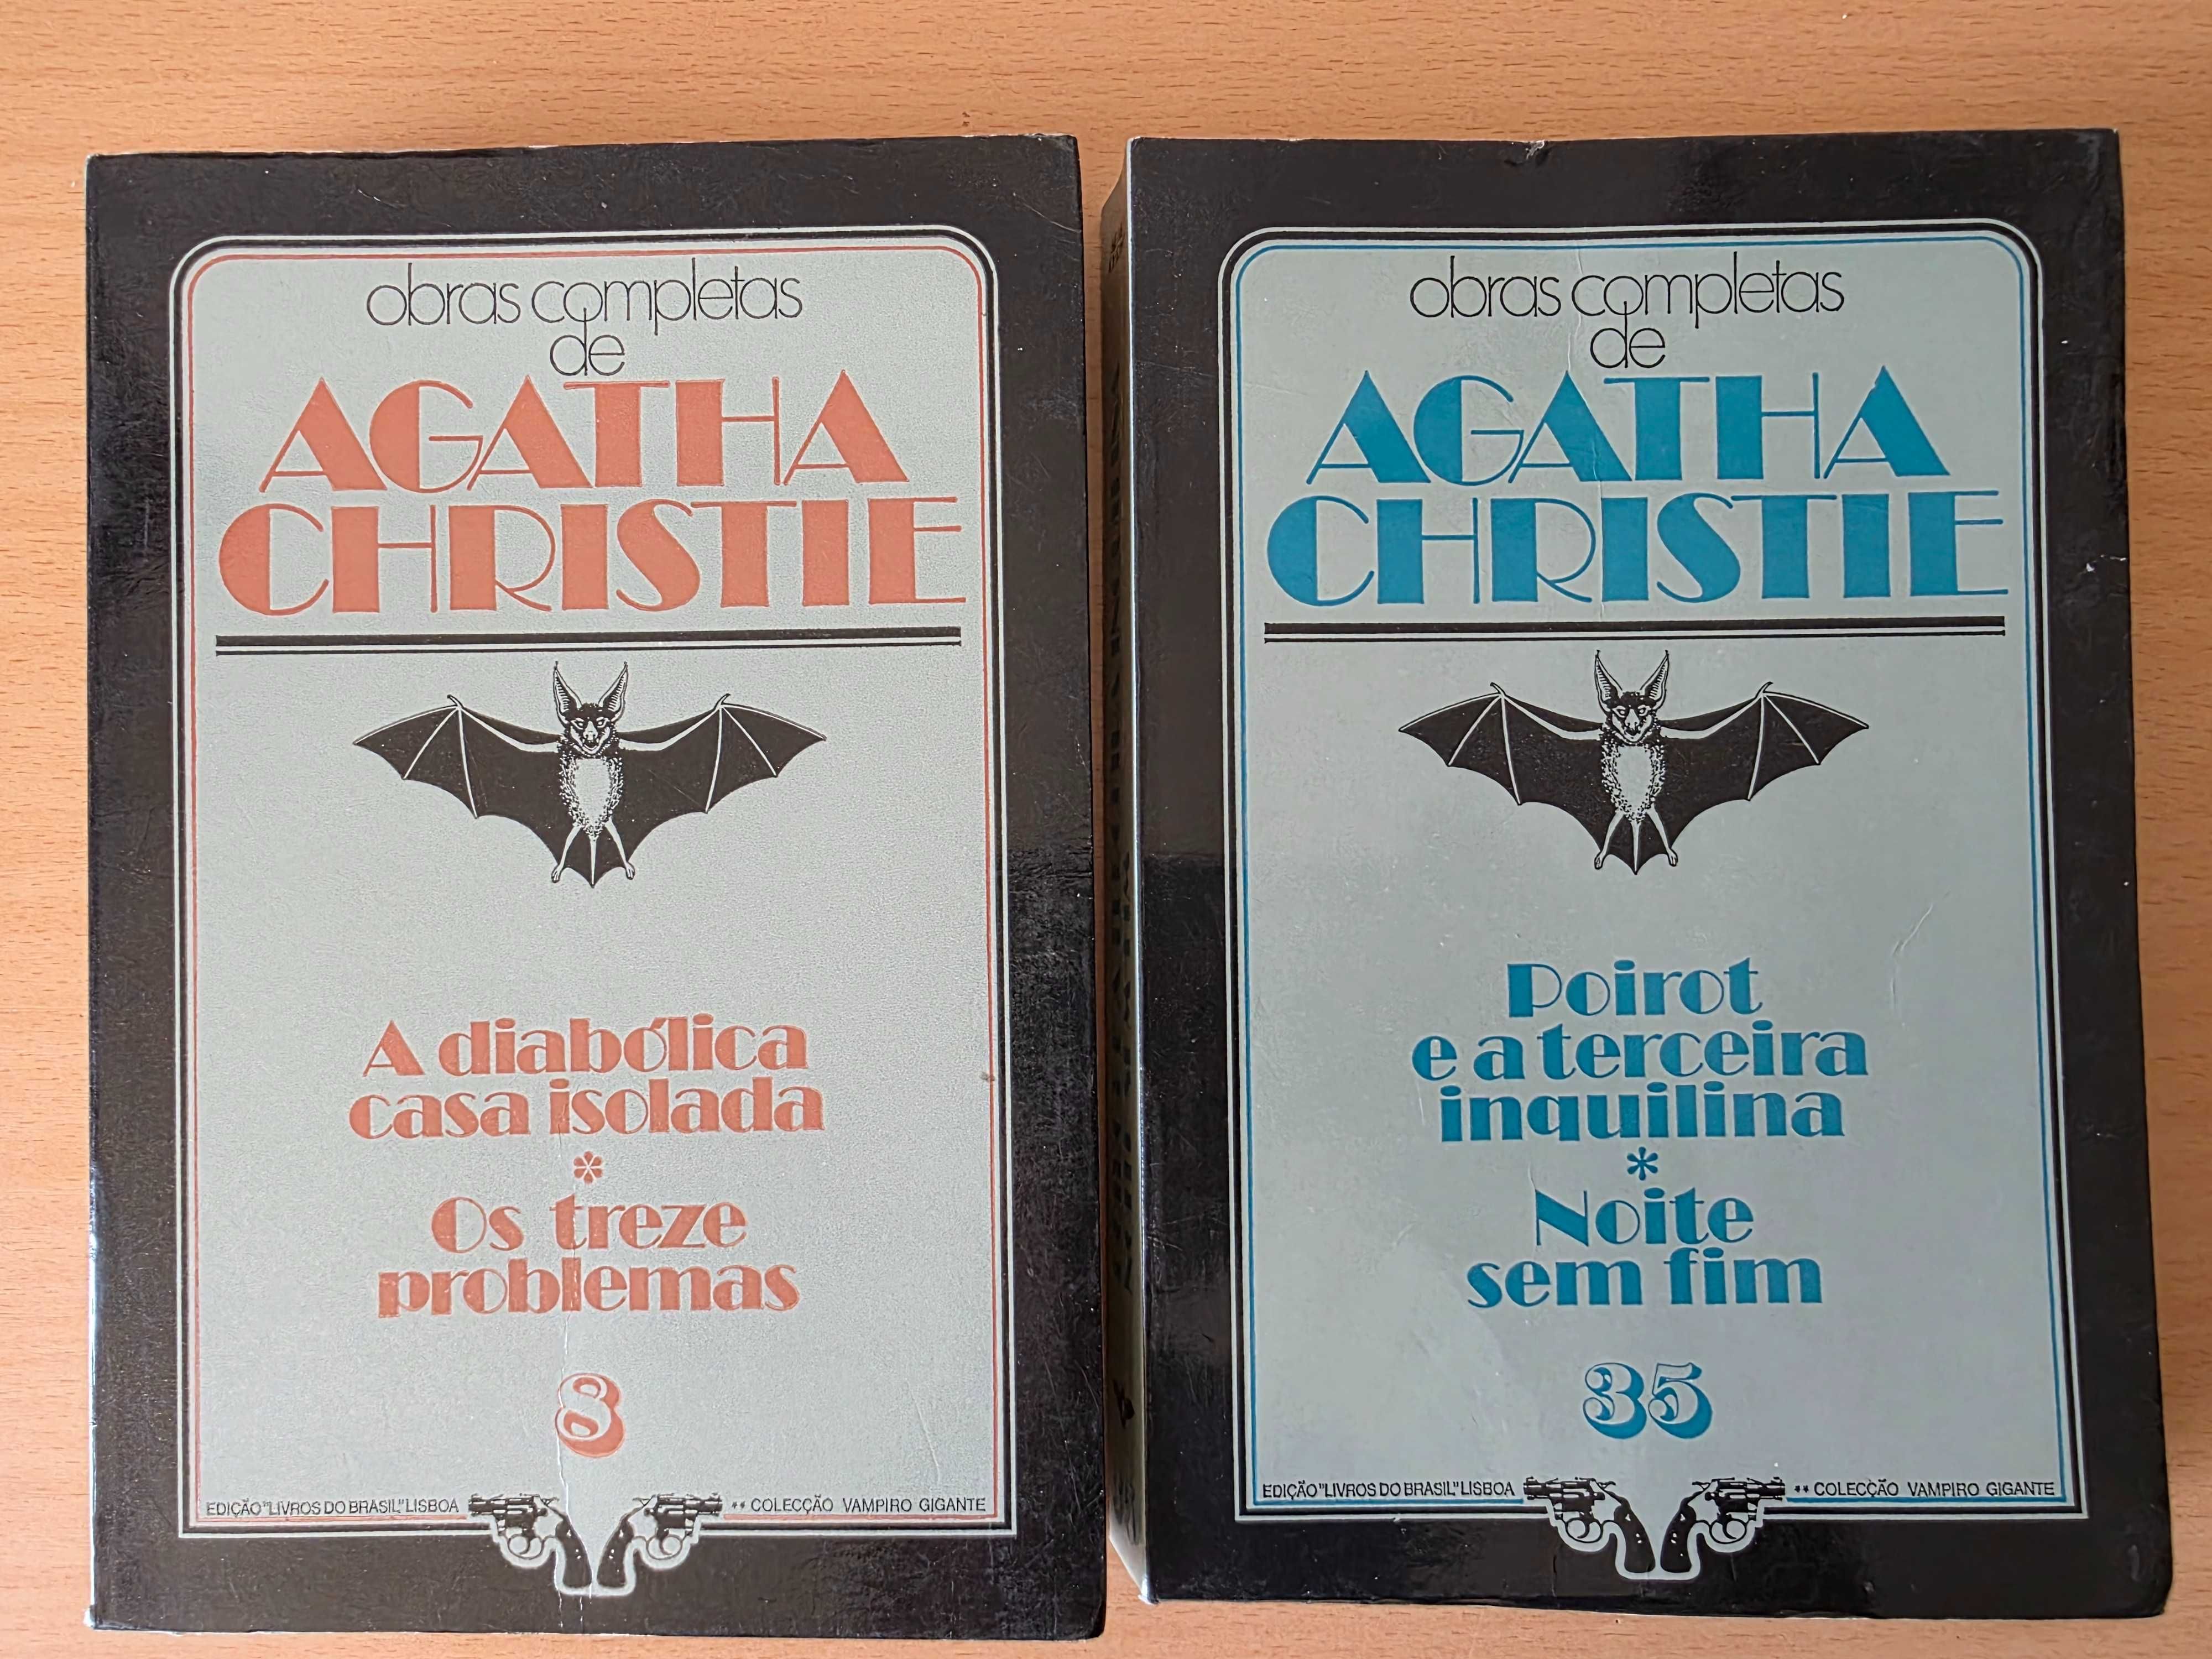 obras completas
de
AGATHA
CHRISTIE
A diabólica
casa isolada
*
Os treze
problemas
8
EDIÇÃO "LIVROS DO BRASIL" LISBOA
** COLECÇÃO VAMPIRO GIGANTE
obras completas
de
AGATHA
CHRISTIE
Poirot
e a terceira
inquilina
*
Noite
sem fim
35
EDIÇÃO "LIVROS DO BRASIL" LISBOA
** COLECÇÃO VAMPIRO GIGANTE